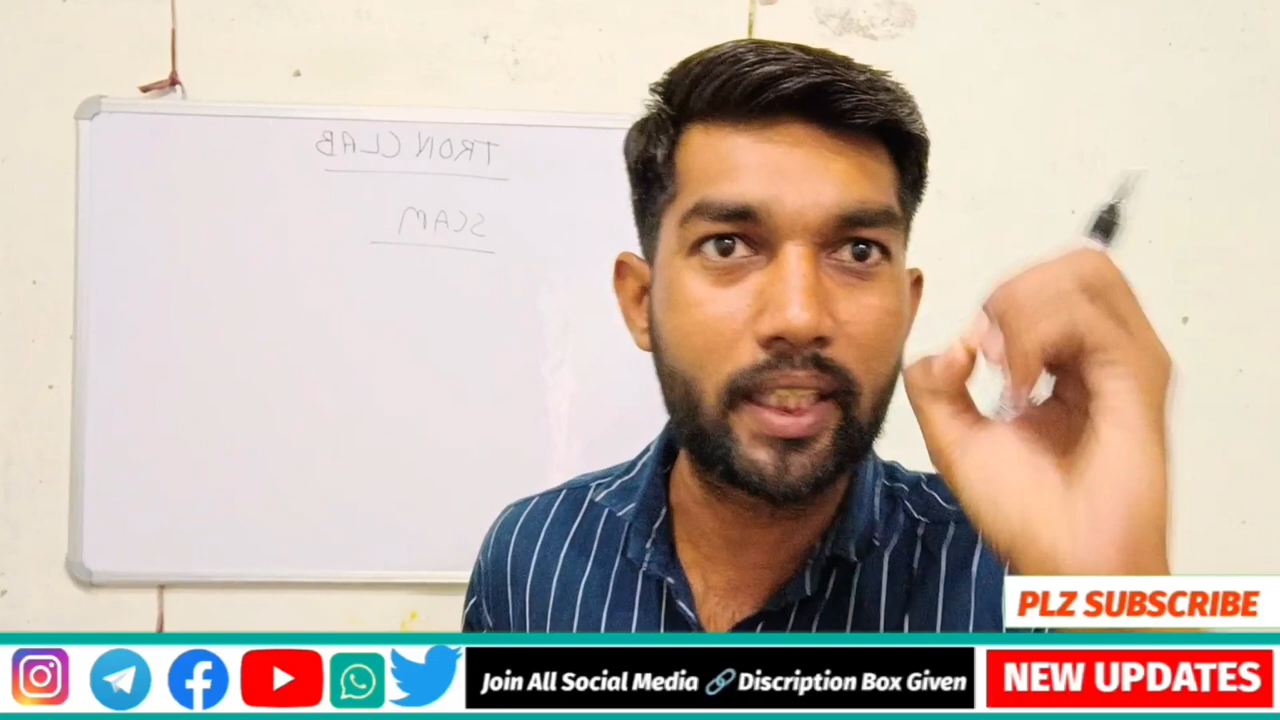 TRON CLAB
SCAM
PLZ SUBSCRIBE
Join All Social Media 🔗 Discription Box Given
NEW UPDATES